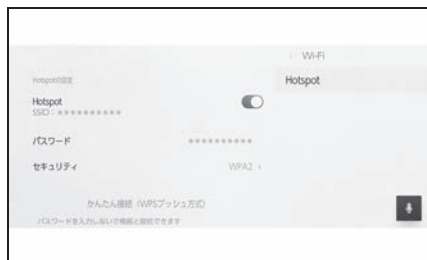 Wi-Fi
Hotspot
Hotspotの設定
Hotspot
SSID：**********
パスワード
**********
セキュリティ
WPA2 ›
かんたん接続 (WPSプッシュ方式)
パスワードを入力しないで機器と接続できます